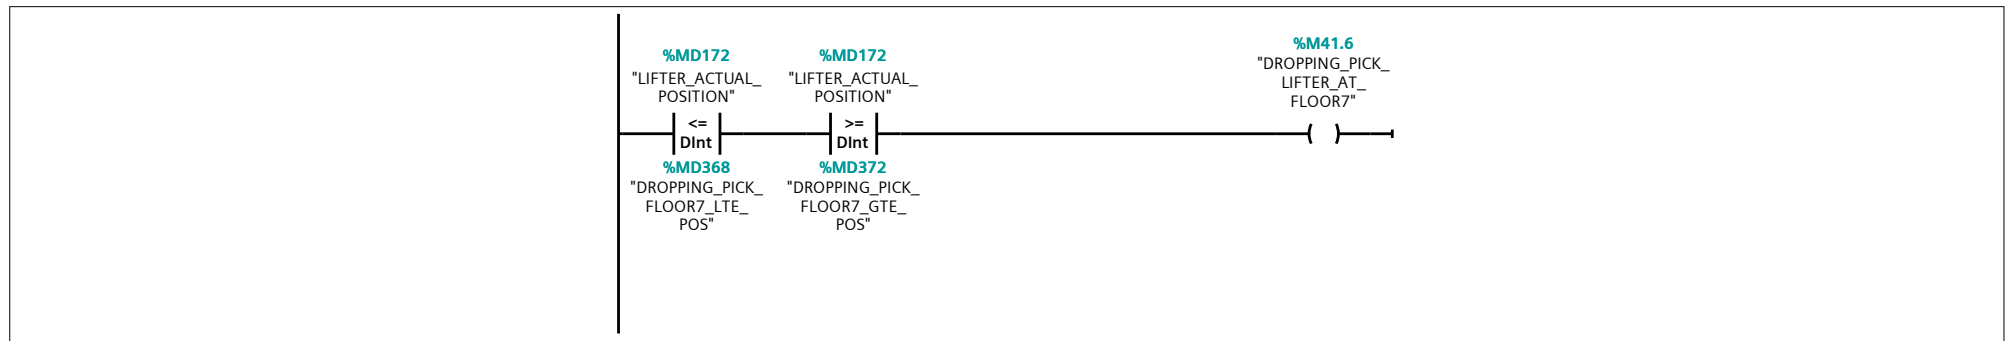 %MD172
"LIFTER_ACTUAL_
POSITION"
<=
DInt
%MD368
"DROPPING_PICK_
FLOOR7_LTE_
POS"
%MD172
"LIFTER_ACTUAL_
POSITION"
>=
DInt
%MD372
"DROPPING_PICK_
FLOOR7_GTE_
POS"
%M41.6
"DROPPING_PICK_
LIFTER_AT_
FLOOR7"